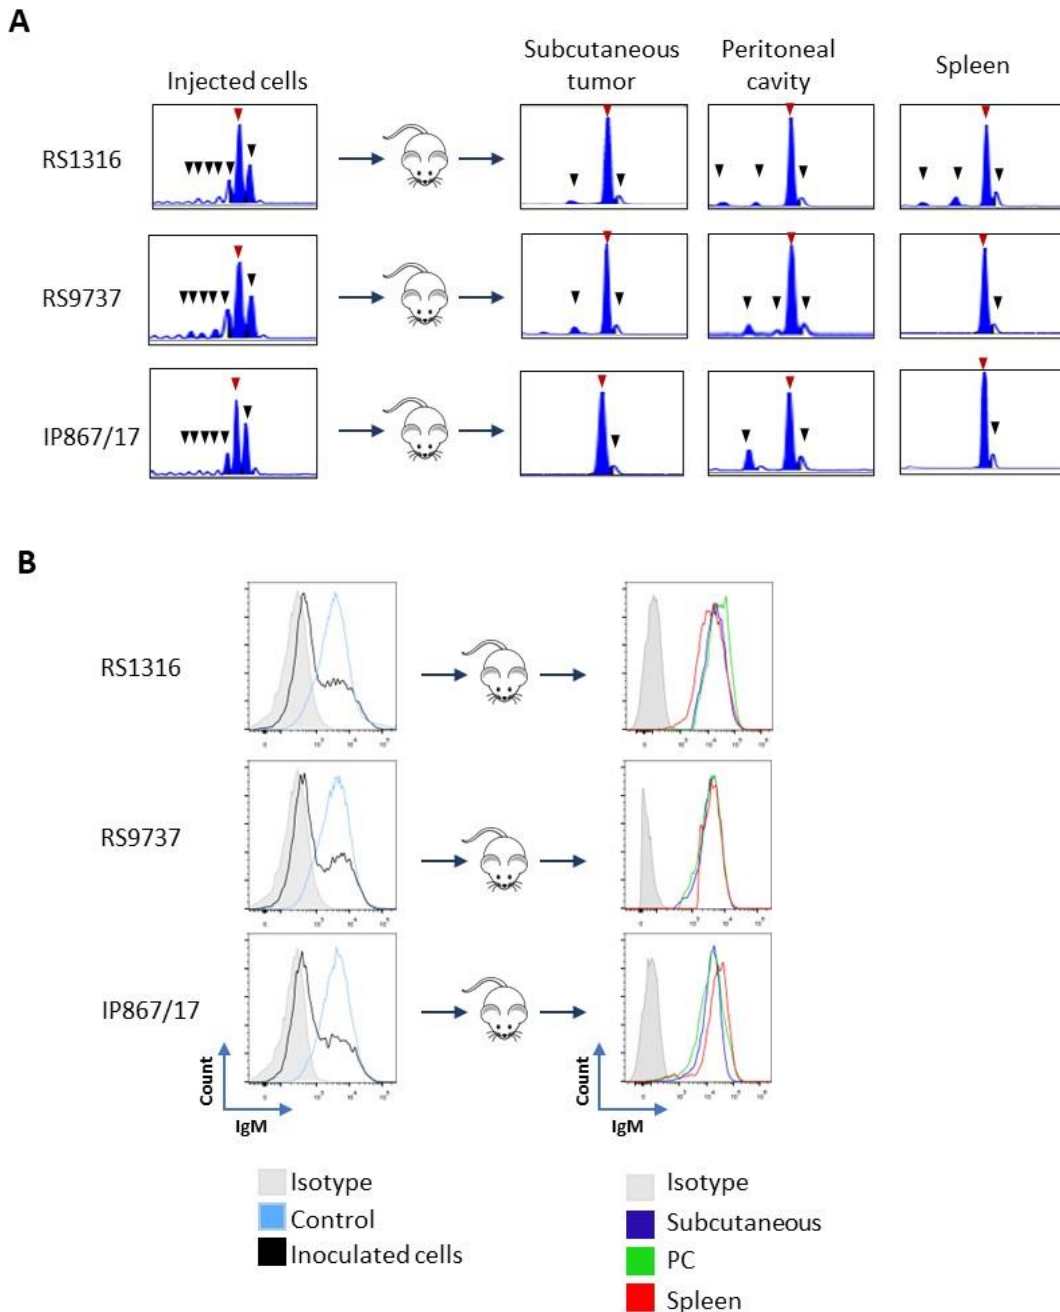 A
Injected cells
Subcutaneous
tumor
Peritoneal
cavity
Spleen
RS1316
RS9737
IP867/17
B
RS1316
RS9737
IP867/17
Count
IgM
Count
IgM
Isotype
Control
Inoculated cells
Isotype
Subcutaneous
PC
Spleen